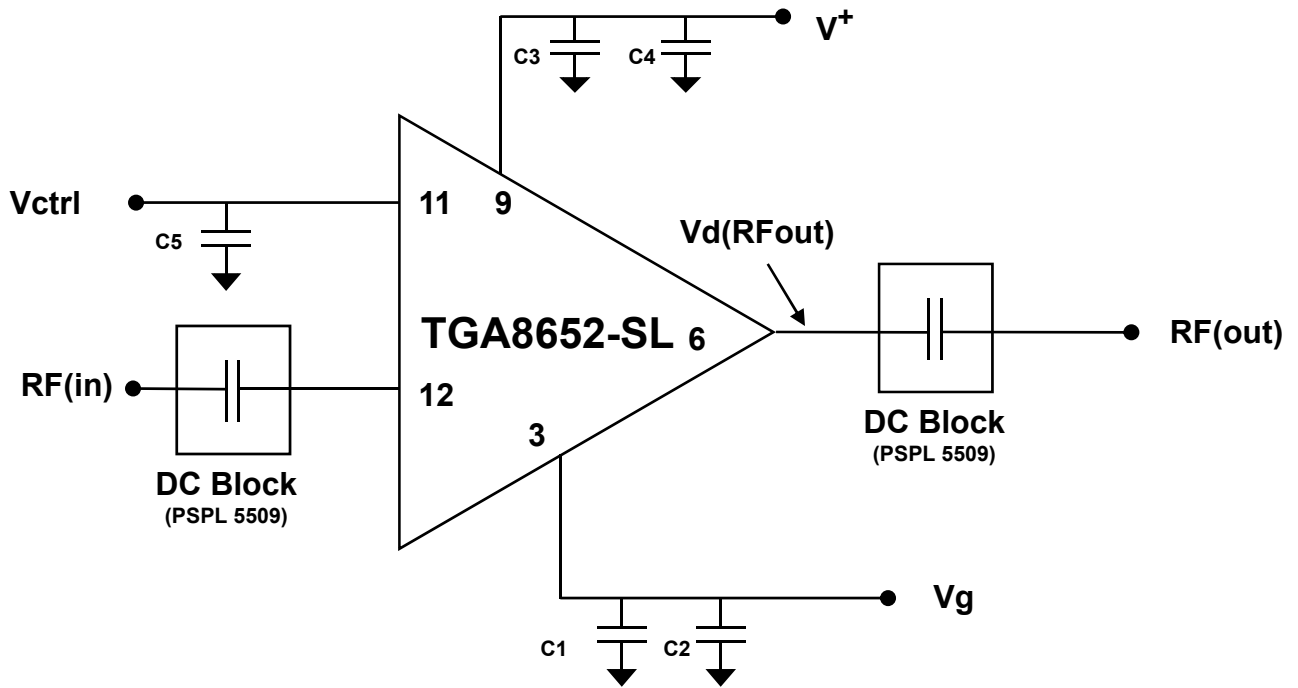 V+
C3
C4
Vctrl
11
9
C5
Vd(RFout)
TGA8652-SL
6
RF(out)
RF(in)
12
DC Block
(PSPL 5509)
3
DC Block
(PSPL 5509)
Vg
C1
C2